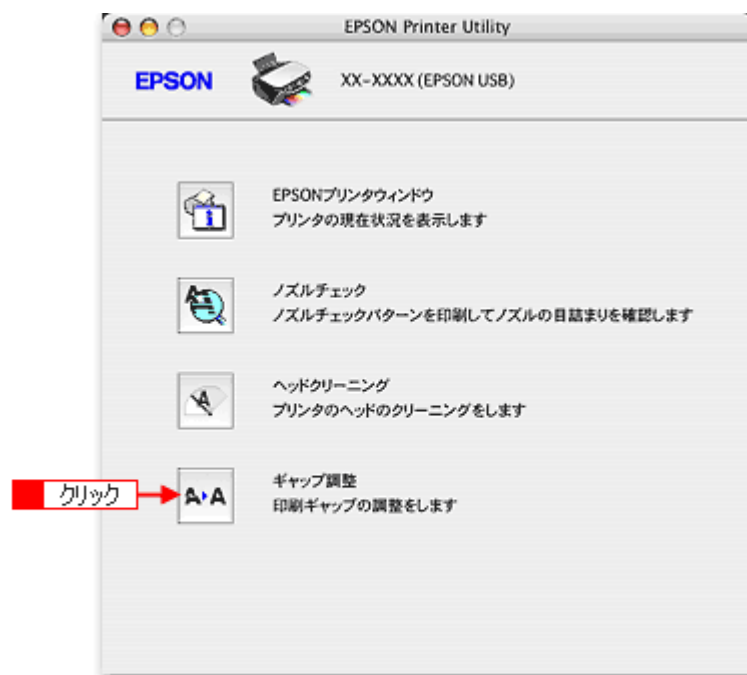 EPSON Printer Utility
EPSON
XX-XXXX (EPSON USB)
EPSONプリンタウィンドウ
プリンタの現在状況を表示します
ノズルチェック
ノズルチェックパターンを印刷してノズルの目詰まりを確認します
ヘッドクリーニング
プリンタのヘッドのクリーニングをします
クリック
A▸A
ギャップ調整
印刷ギャップの調整をします